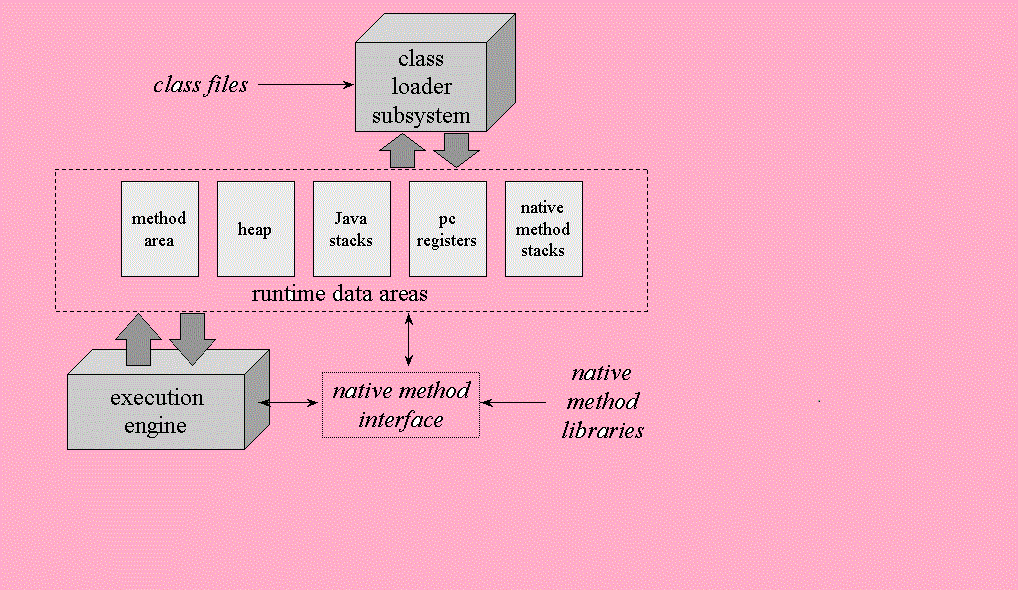 class
loader
subsystem
class files
method
area
heap
Java
stacks
pc
registers
native
method
stacks
runtime data areas
execution
engine
native method
interface
native
method
libraries